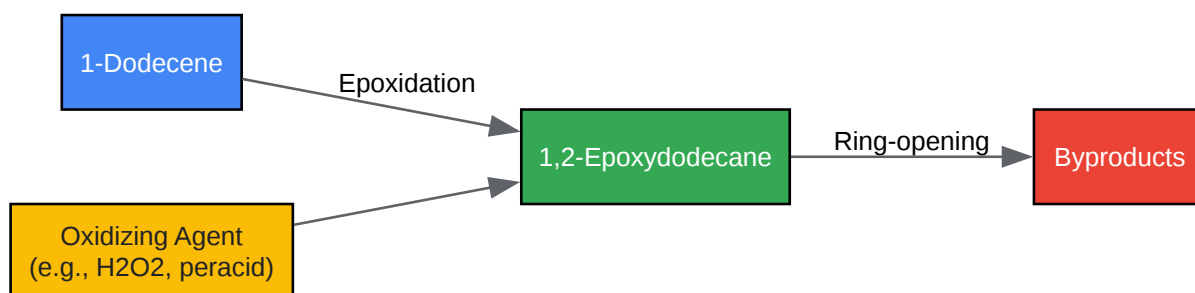 1-Dodecene
Epoxidation
1,2-Epoxydodecane
Ring-opening
Byproducts
Oxidizing Agent
(e.g., H2O2, peracid)